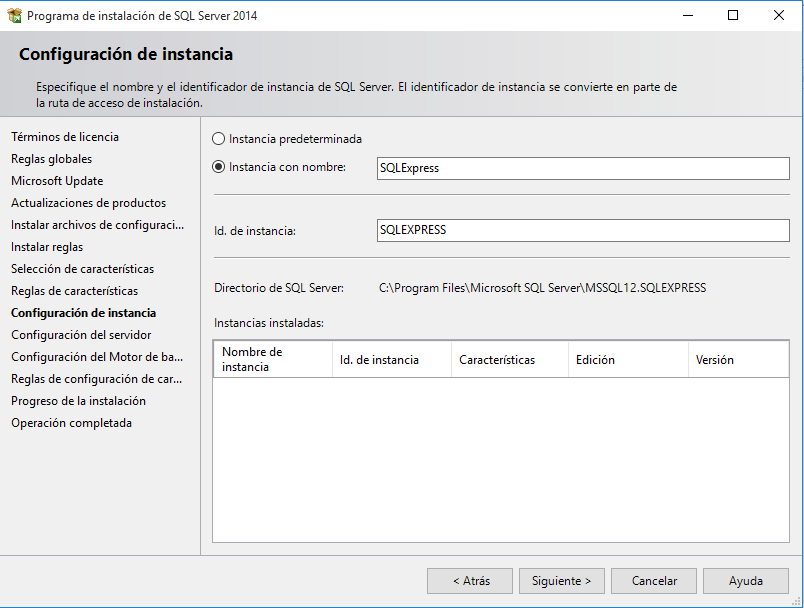 Programa de instalación de SQL Server 2014
Configuración de instancia
Especifique el nombre y el identificador de instancia de SQL Server. El identificador de instancia se convierte en parte de
la ruta de acceso de instalación.
Términos de licencia
Reglas globales
Microsoft Update
Actualizaciones de productos
Instalar archivos de configuraci...
Instalar reglas
Selección de características
Reglas de características
Configuración de instancia
Configuración del servidor
Configuración del Motor de ba...
Reglas de configuración de car...
Progreso de la instalación
Operación completada
Instancia predeterminada
Instancia con nombre: SQLExpress
Id. de instancia: SQLEXPRESS
Directorio de SQL Server: C:\Program Files\Microsoft SQL Server\MSSQL12.SQLEXPRESS
Instancias instaladas:
Nombre de
instancia
Id. de instancia
Características
Edición
Versión
< Atrás
Siguiente >
Cancelar
Ayuda